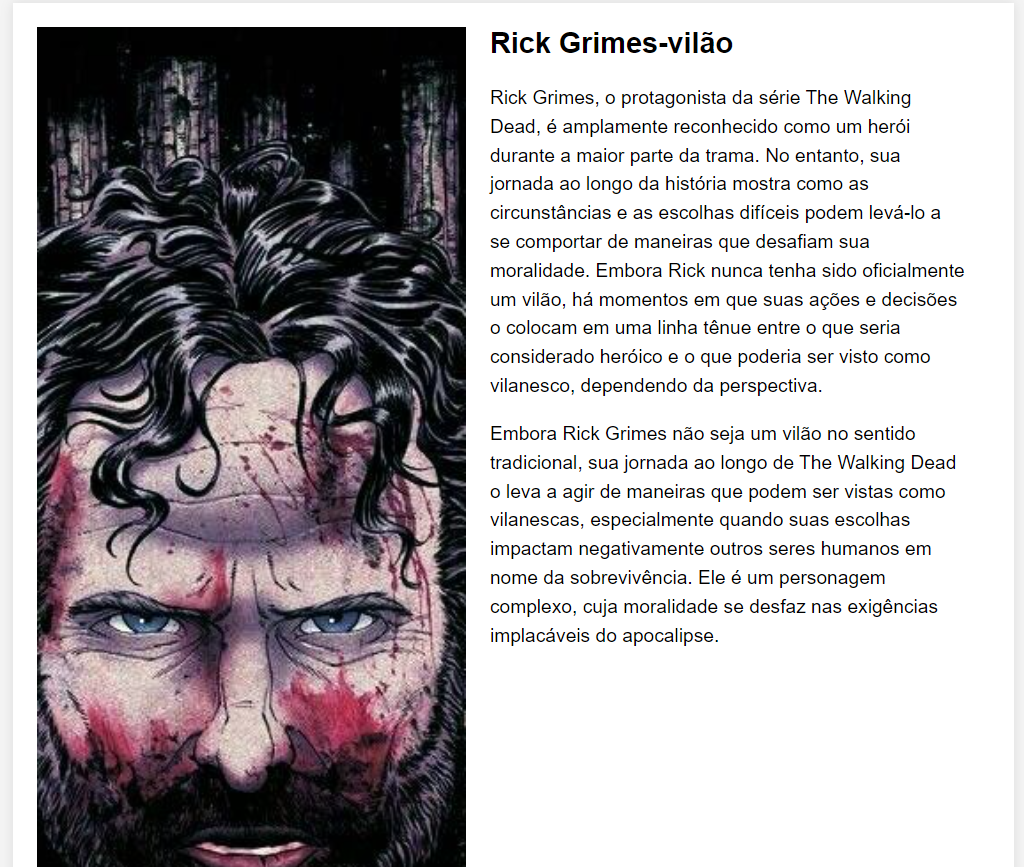 Rick Grimes-vilão
Rick Grimes, o protagonista da série The Walking
Dead, é amplamente reconhecido como um herói
durante a maior parte da trama. No entanto, sua
jornada ao longo da história mostra como as
circunstâncias e as escolhas difíceis podem levá-lo a
se comportar de maneiras que desafiam sua
moralidade. Embora Rick nunca tenha sido oficialmente
um vilão, há momentos em que suas ações e decisões
o colocam em uma linha tênue entre o que seria
considerado heróico e o que poderia ser visto como
vilanesco, dependendo da perspectiva.
Embora Rick Grimes não seja um vilão no sentido
tradicional, sua jornada ao longo de The Walking Dead
o leva a agir de maneiras que podem ser vistas como
vilanescas, especialmente quando suas escolhas
impactam negativamente outros seres humanos em
nome da sobrevivência. Ele é um personagem
complexo, cuja moralidade se desfaz nas exigências
implacáveis do apocalipse.